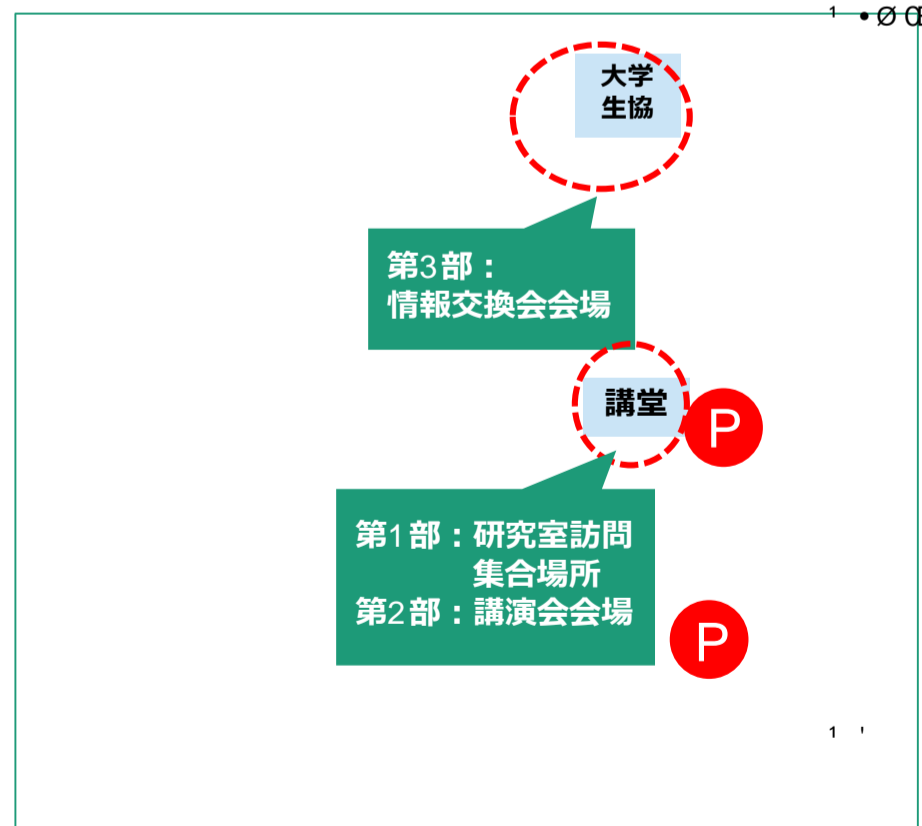 大学
生協
第3部：
情報交換会会場
講堂
P
第1部：研究室訪問
集合場所
第2部：講演会会場
P